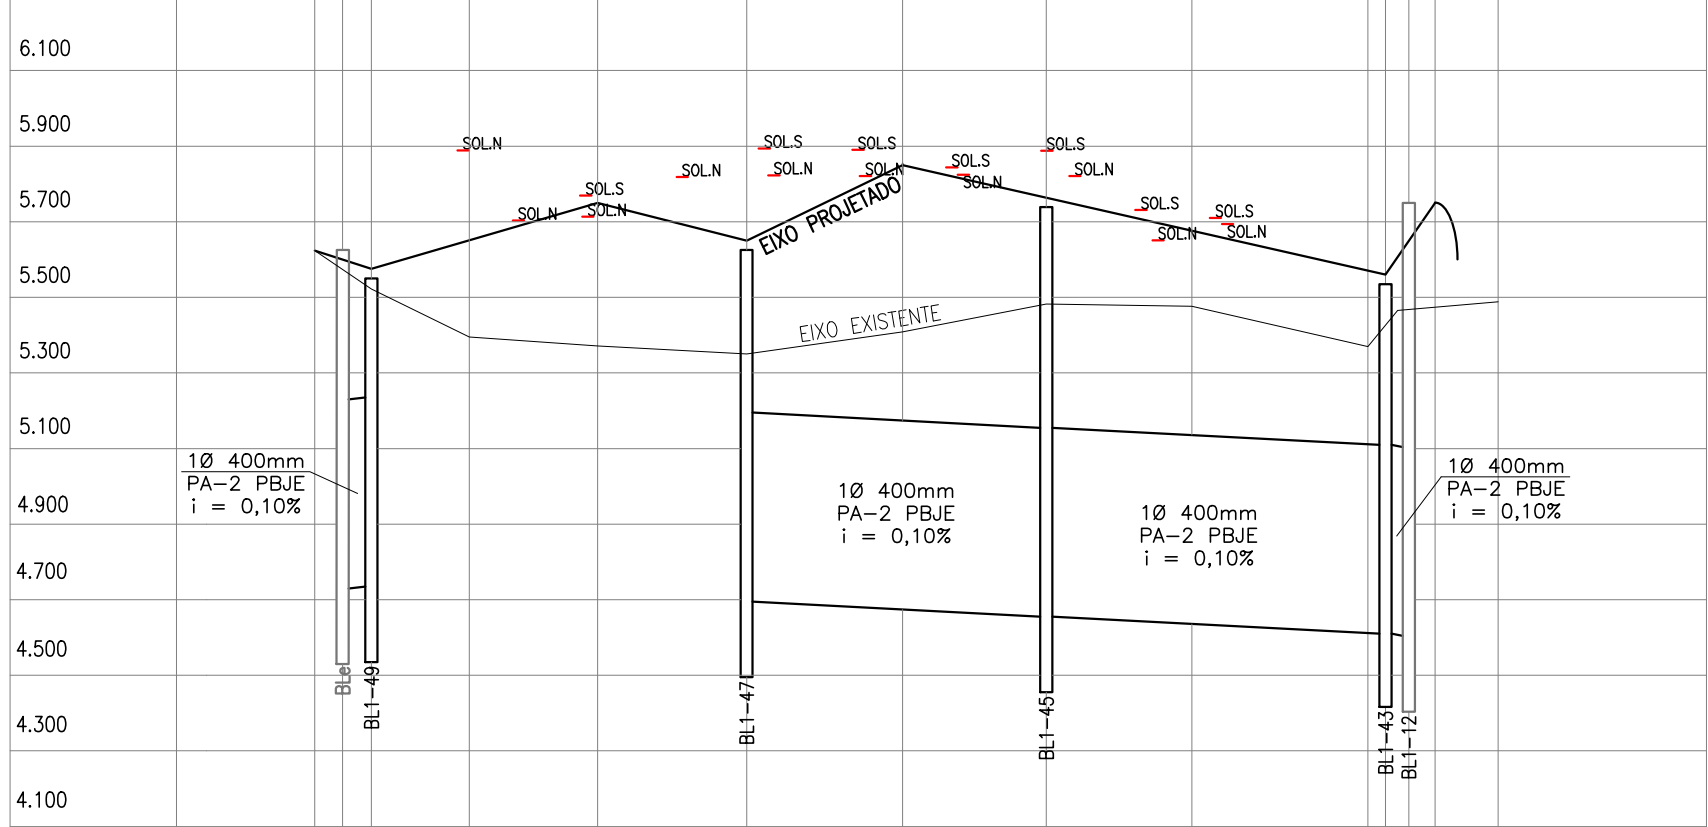 6.100
5.900
SOL.N
SOL.S
SOL.S
SOL.S
5.700
SOL.N
SOL.N
SOL.N
SOL.S
SOL.N
SOL.N
SOL.S
SOL.N
SOL.N
SOL.S
SOL.S
SOL.N
SOL.N
EIXO PROJETADO
5.500
EIXO EXISTENTE
5.300
5.100
1Ø 400mm
PA-2 PBJE
i = 0,10%
1Ø 400mm
PA-2 PBJE
i = 0,10%
1Ø 400mm
PA-2 PBJE
i = 0,10%
1Ø 400mm
PA-2 PBJE
i = 0,10%
4.900
4.700
4.500
BLe
BL1-49
BL1-47
BL1-45
BL1-43
BL1-12
4.300
4.100